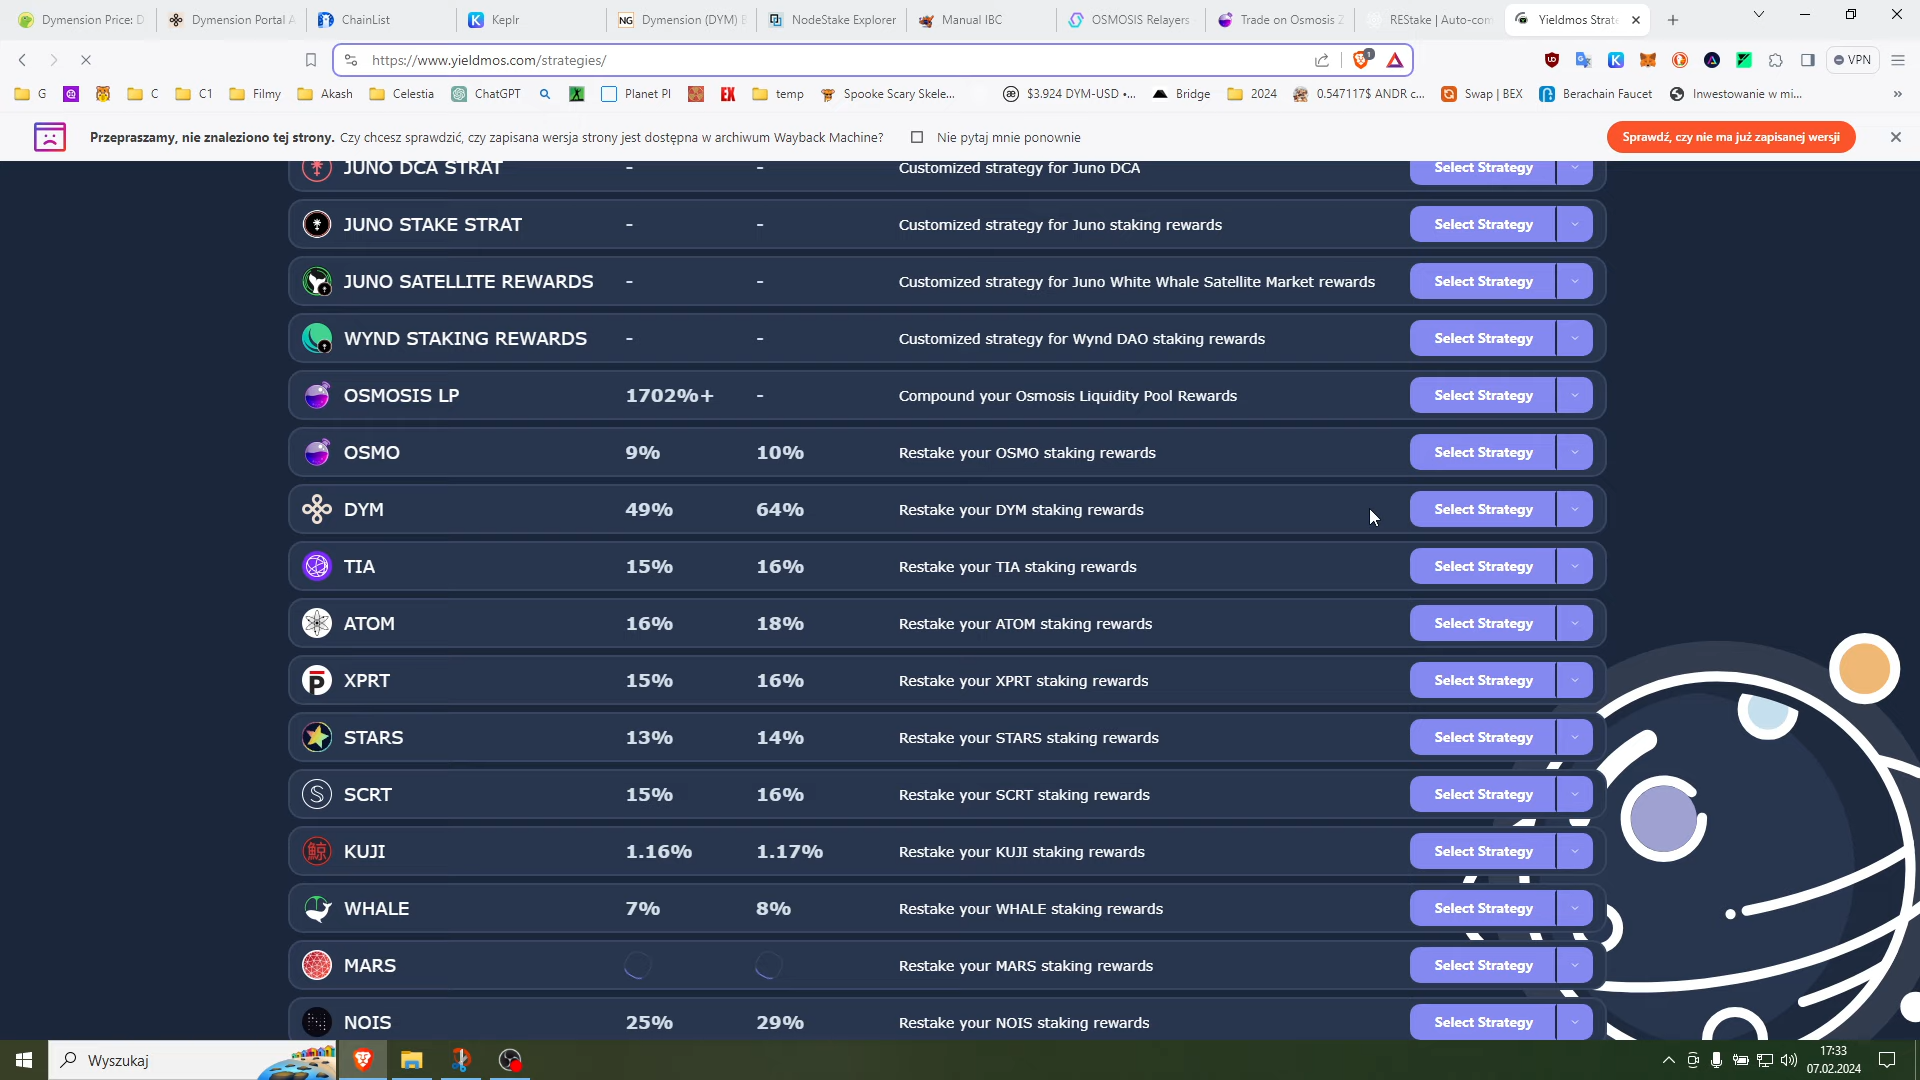 Dymension Price: D
Dymension Portal A
ChainList
Keplr
Dymension (DYM) B
NodeStake Explorer
Manual IBC
OSMOSIS Relayers
Trade on Osmosis Z
REStake | Auto-com
Yieldmos Strate
https://www.yieldmos.com/strategies/
VPN
G
C
C1
Filmy
Akash
Celestia
ChatGPT
Planet PI
EX
temp
Spooke Scary Skele...
$3.924 DYM-USD •...
Bridge
2024
0.547117$ ANDR c...
Swap | BEX
Berachain Faucet
Inwestowanie w mi...
Przepraszamy, nie znaleziono tej strony. Czy chcesz sprawdzić, czy zapisana wersja strony jest dostępna w archiwum Wayback Machine?
Nie pytaj mnie ponownie
Sprawdź, czy nie ma już zapisanej wersji
JUNO DCA STRAT - - Customized strategy for Juno DCA Select Strategy
JUNO STAKE STRAT - - Customized strategy for Juno staking rewards Select Strategy
JUNO SATELLITE REWARDS - - Customized strategy for Juno White Whale Satellite Market rewards Select Strategy
WYND STAKING REWARDS - - Customized strategy for Wynd DAO staking rewards Select Strategy
OSMOSIS LP 1702%+ - Compound your Osmosis Liquidity Pool Rewards Select Strategy
OSMO 9% 10% Restake your OSMO staking rewards Select Strategy
DYM 49% 64% Restake your DYM staking rewards Select Strategy
TIA 15% 16% Restake your TIA staking rewards Select Strategy
ATOM 16% 18% Restake your ATOM staking rewards Select Strategy
XPRT 15% 16% Restake your XPRT staking rewards Select Strategy
STARS 13% 14% Restake your STARS staking rewards Select Strategy
SCRT 15% 16% Restake your SCRT staking rewards Select Strategy
KUJI 1.16% 1.17% Restake your KUJI staking rewards Select Strategy
WHALE 7% 8% Restake your WHALE staking rewards Select Strategy
MARS Restake your MARS staking rewards Select Strategy
NOIS 25% 29% Restake your NOIS staking rewards Select Strategy
Wyszukaj
17:33
07.02.2024